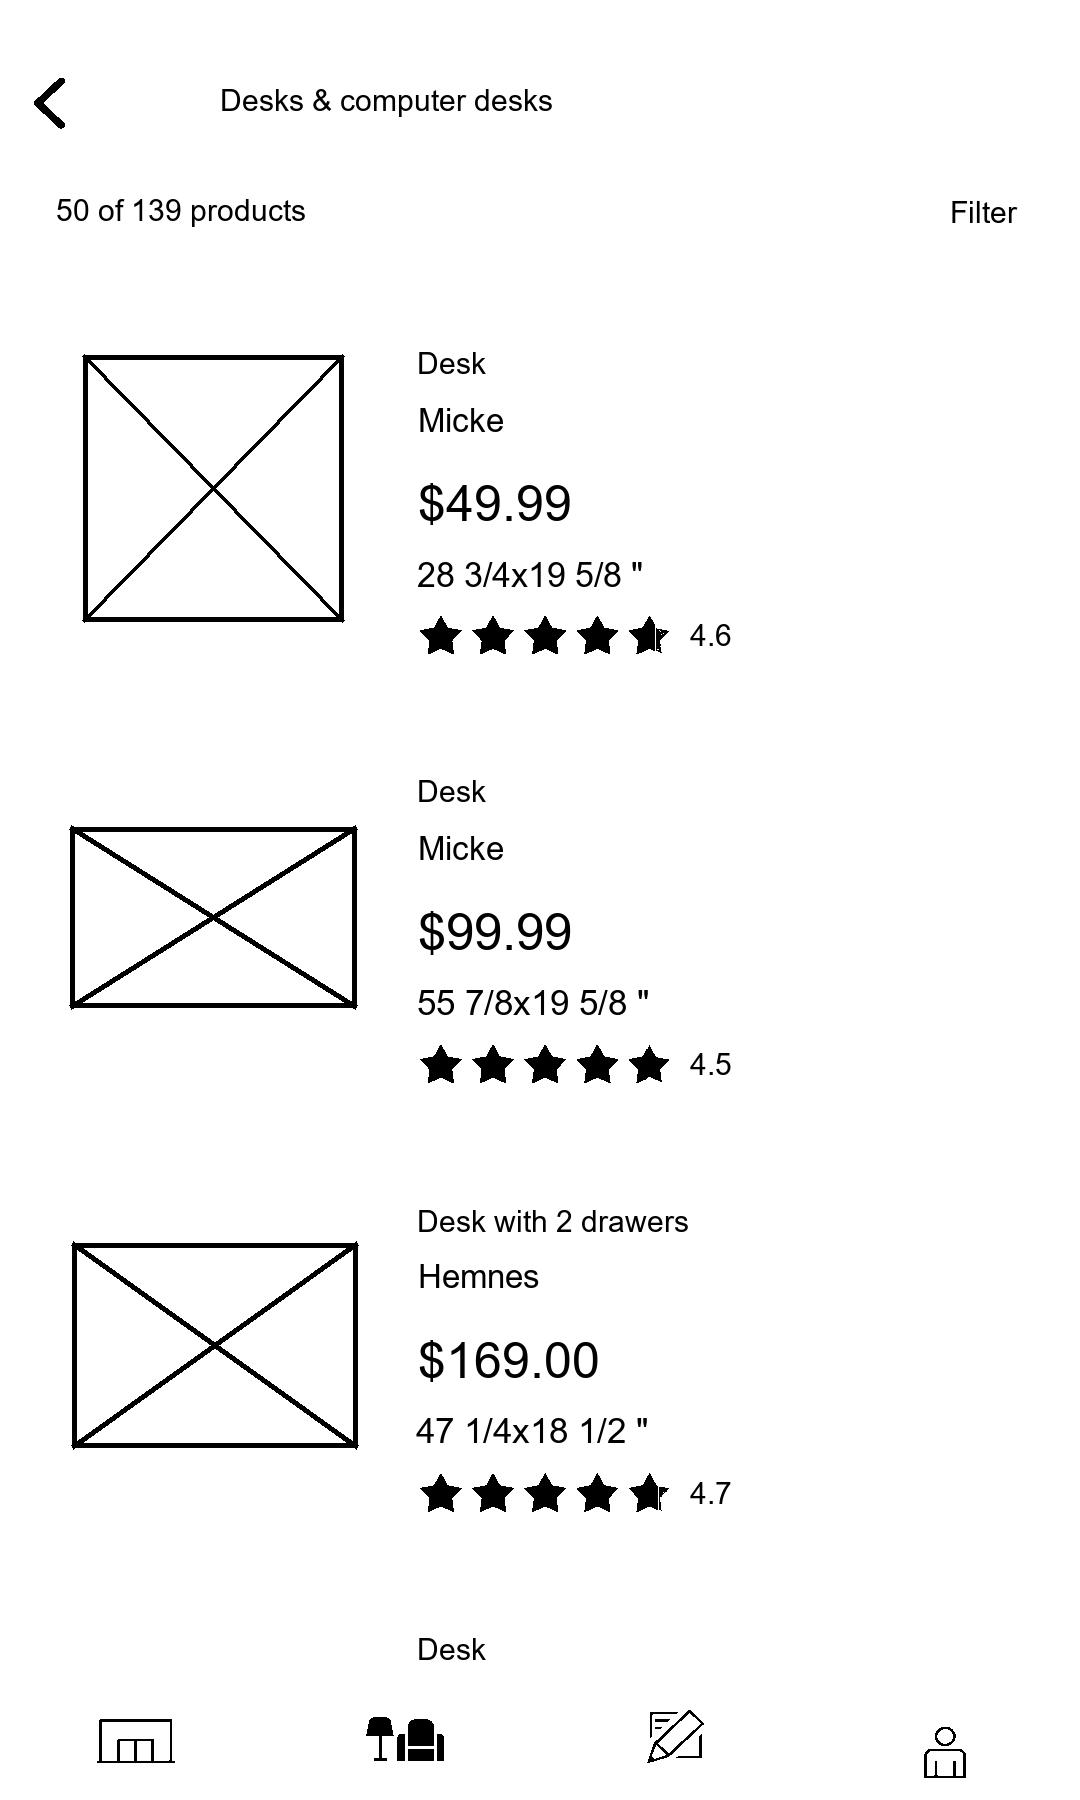 Desks & computer desks
50 of 139 products
Filter
Desk
Micke
$49.99
28 3/4x19 5/8 "
4.6
Desk
Micke
$99.99
55 7/8x19 5/8 "
4.5
Desk with 2 drawers
Hemnes
$169.00
47 1/4x18 1/2 "
4.7
Desk